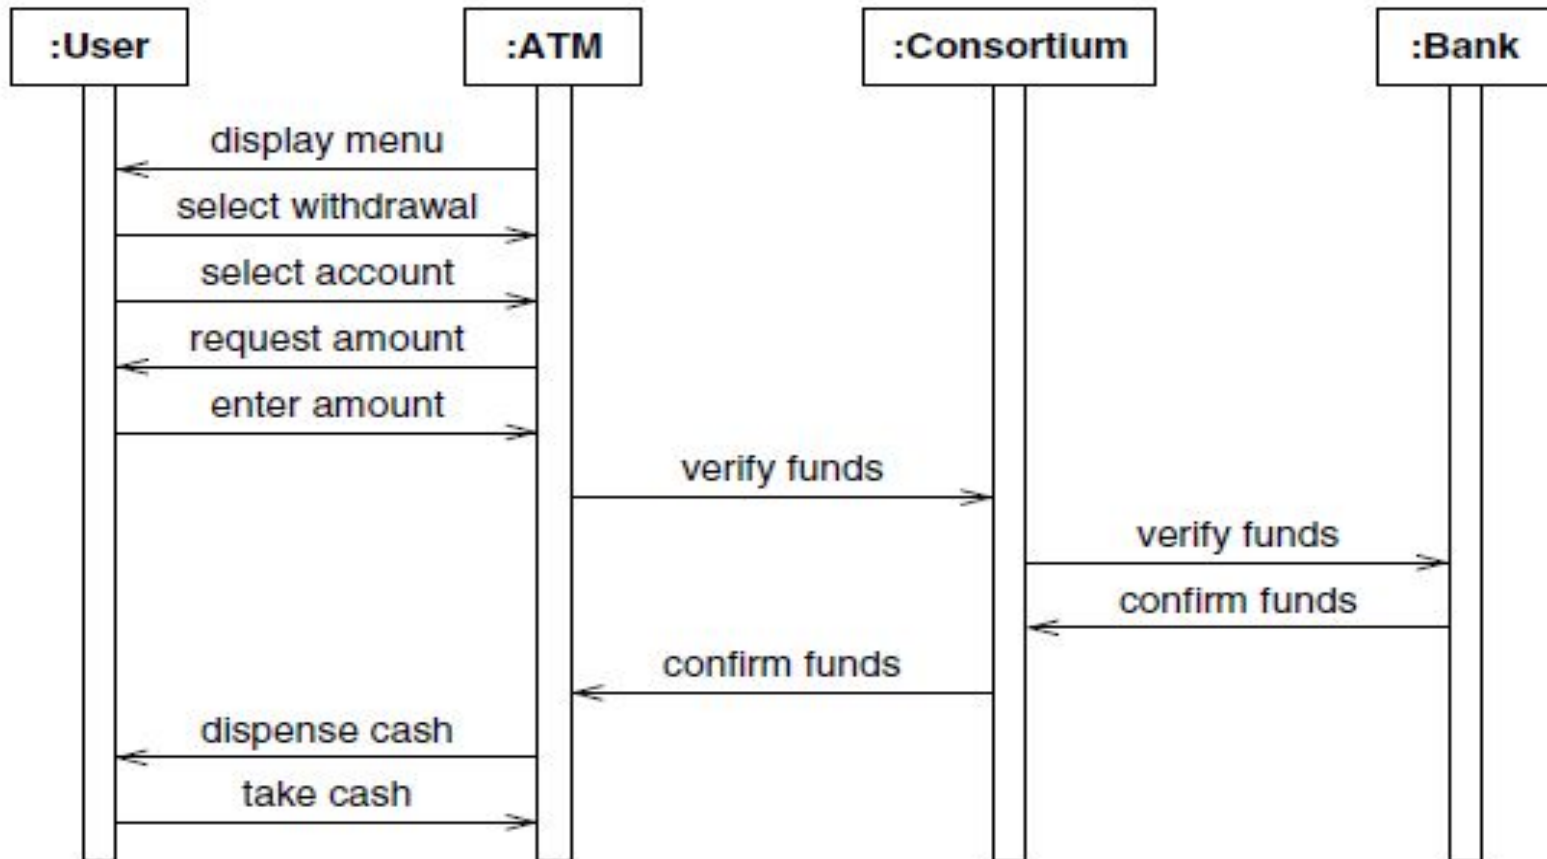 :User
:ATM
:Consortium
:Bank
display menu
select withdrawal
select account
request amount
enter amount
verify funds
verify funds
confirm funds
confirm funds
dispense cash
take cash